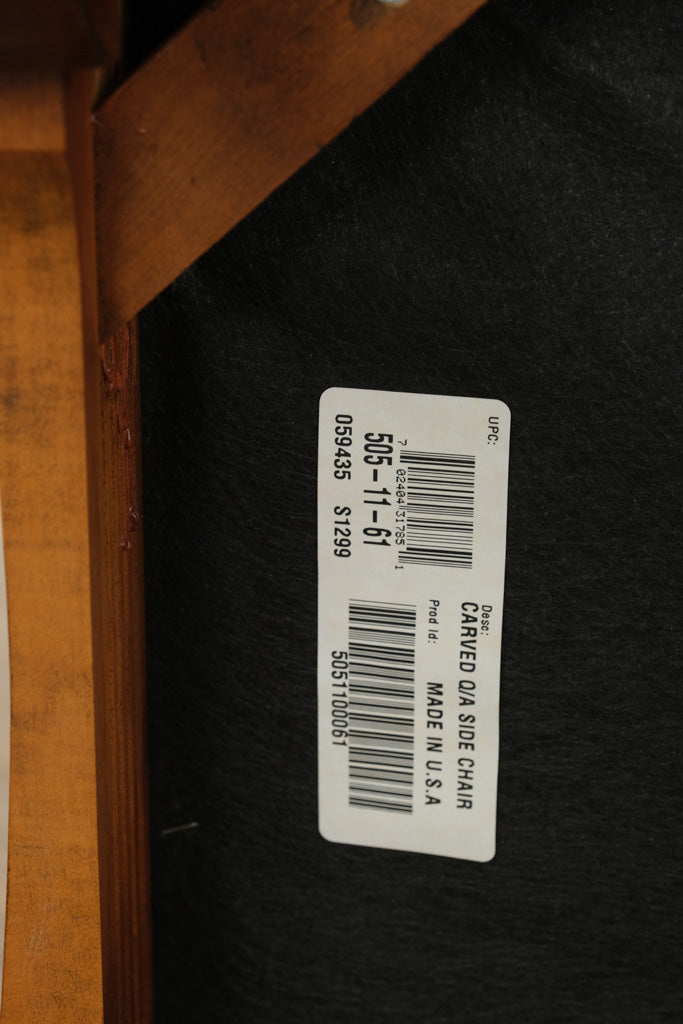 UPC:
7 02404 31785 1
505-11-61
059435 S1299
Desc:
CARVED Q/A SIDE CHAIR
Prod Id: MADE IN U.S.A
5051100061